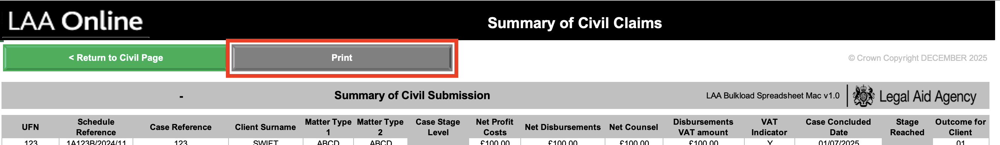 LAA Online
Summary of Civil Claims
< Return to Civil Page
Print
© Crown Copyright DECEMBER 2025
-
Summary of Civil Submission
LAA Bulkload Spreadsheet Mac v1.0
Legal Aid Agency
UFN
Schedule
Reference
Case Reference
Client Surname
Matter Type
1
Matter Type
2
Case Stage
Level
Net Profit
Costs
Net Disbursements
Net Counsel
Disbursements
VAT amount
VAT
Indicator
Case Concluded
Date
Stage
Reached
Outcome for
Client
123 1A123B/2024/11 123 SWIFT ABCD ABCD £100.00 £100.00 £100.00 £100.00 Y 01/07/2025 01